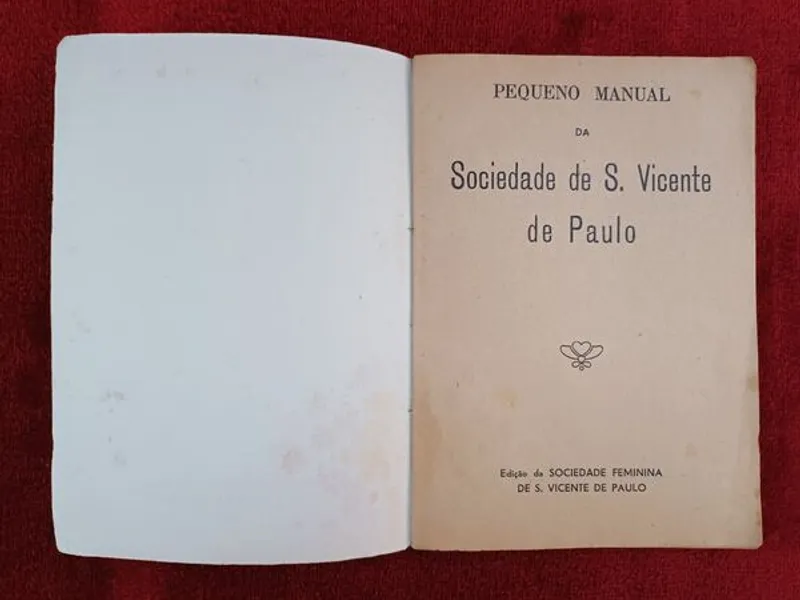 PEQUENO MANUAL
DA
Sociedade de S. Vicente
de Paulo
Edição da SOCIEDADE FEMININA
DE S. VICENTE DE PAULO